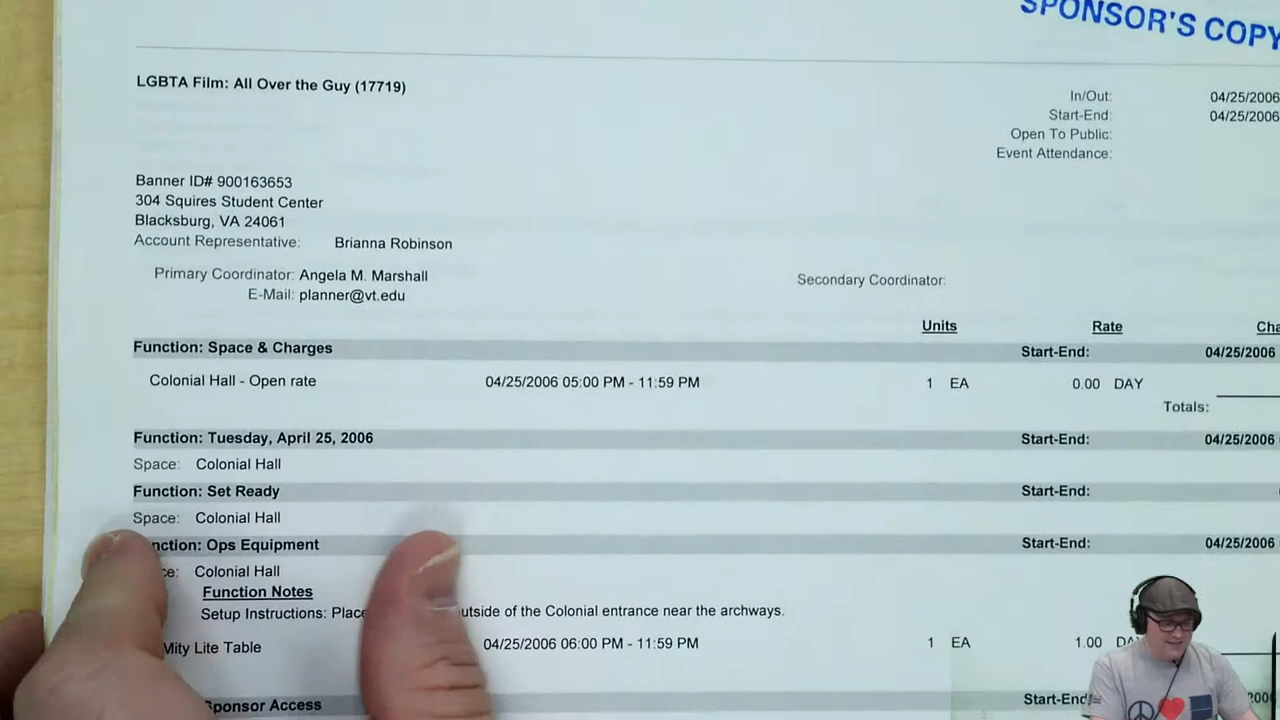 SPONSOR'S COPY
LGBTA Film: All Over the Guy (17719)
In/Out: 04/25/2006
Start-End: 04/25/2006
Open To Public:
Event Attendance:
Banner ID# 900163653
304 Squires Student Center
Blacksburg, VA 24061
Account Representative: Brianna Robinson
Primary Coordinator: Angela M. Marshall
Secondary Coordinator:
E-Mail: planner@vt.edu
Units Rate Cha
Function: Space & Charges Start-End: 04/25/2006
Colonial Hall - Open rate 04/25/2006 05:00 PM - 11:59 PM 1 EA 0.00 DAY
Totals:
Function: Tuesday, April 25, 2006 Start-End: 04/25/2006
Space: Colonial Hall
Function: Set Ready Start-End:
Space: Colonial Hall
nction: Ops Equipment Start-End: 04/25/2006
ce: Colonial Hall
Function Notes
Setup Instructions: Place utside of the Colonial entrance near the archways.
Mity Lite Table 04/25/2006 06:00 PM - 11:59 PM 1 EA 1.00 DA
Sponsor Access Start-End: 2006